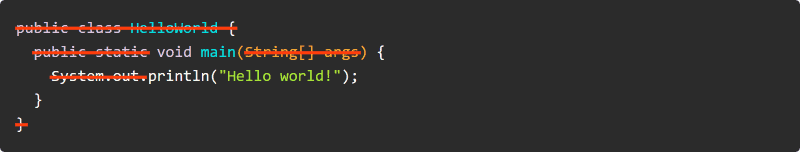 public class HelloWorld {
public static void main(String[] args) {
System.out.println("Hello world!");
}
}